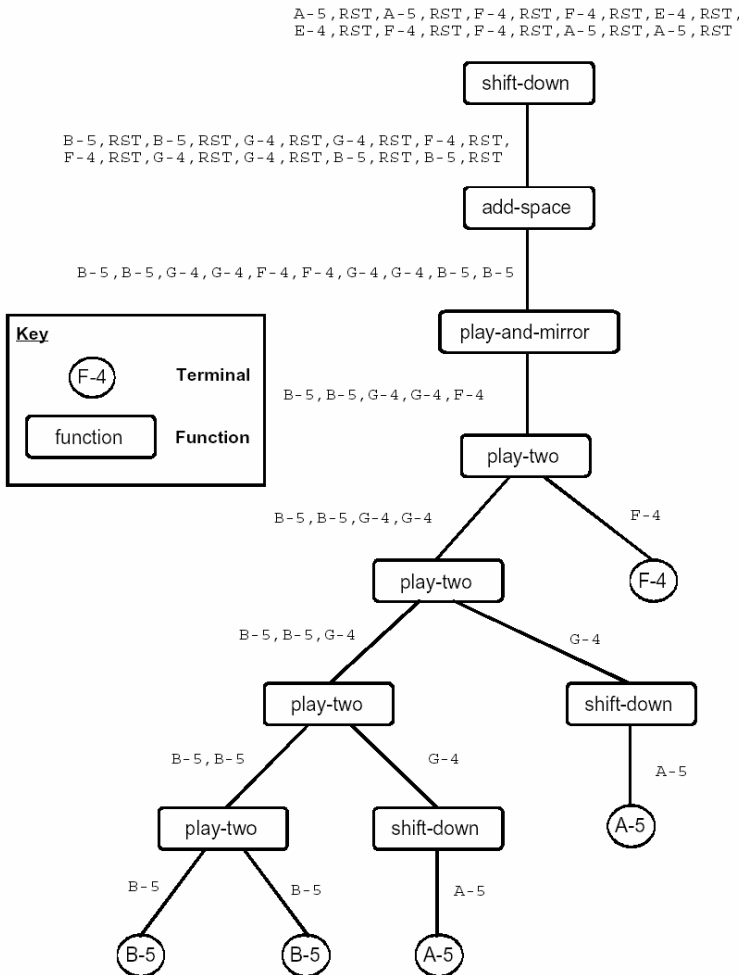 A-5,RST,A-5,RST,F-4,RST,F-4,RST,E-4,RST,
E-4,RST,F-4,RST,F-4,RST,A-5,RST,A-5,RST
shift-down
B-5,RST,B-5,RST,G-4,RST,G-4,RST,F-4,RST,
F-4,RST,G-4,RST,G-4,RST,B-5,RST,B-5,RST
add-space
B-5,B-5,G-4,G-4,F-4,F-4,G-4,G-4,B-5,B-5
play-and-mirror
Key
F-4 Terminal
function Function
B-5,B-5,G-4,G-4,F-4
play-two
B-5,B-5,G-4,G-4
F-4
play-two
F-4
B-5,B-5,G-4
G-4
play-two
shift-down
B-5,B-5
G-4
A-5
play-two
shift-down
A-5
B-5
B-5
A-5
B-5
B-5
A-5